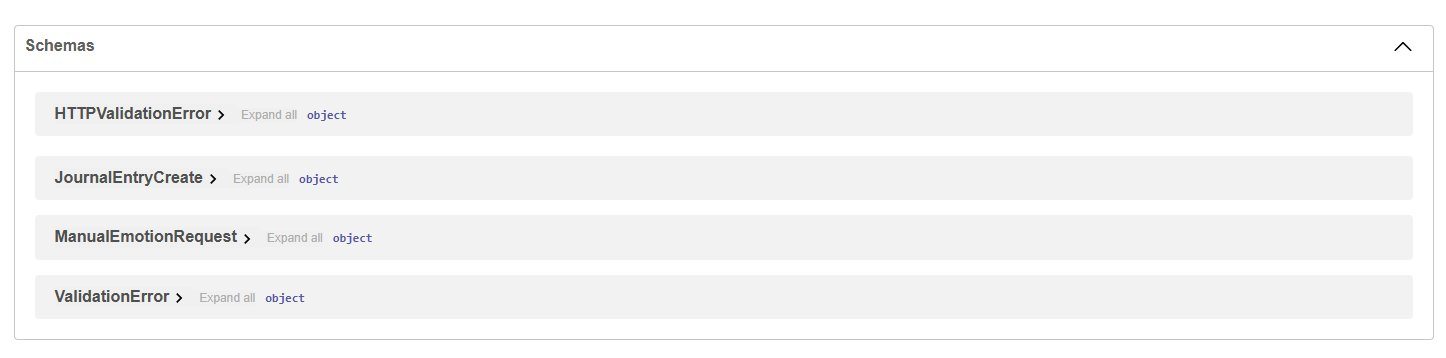 Schemas
HTTPValidationError Expand all object
JournalEntryCreate Expand all object
ManualEmotionRequest Expand all object
ValidationError Expand all object